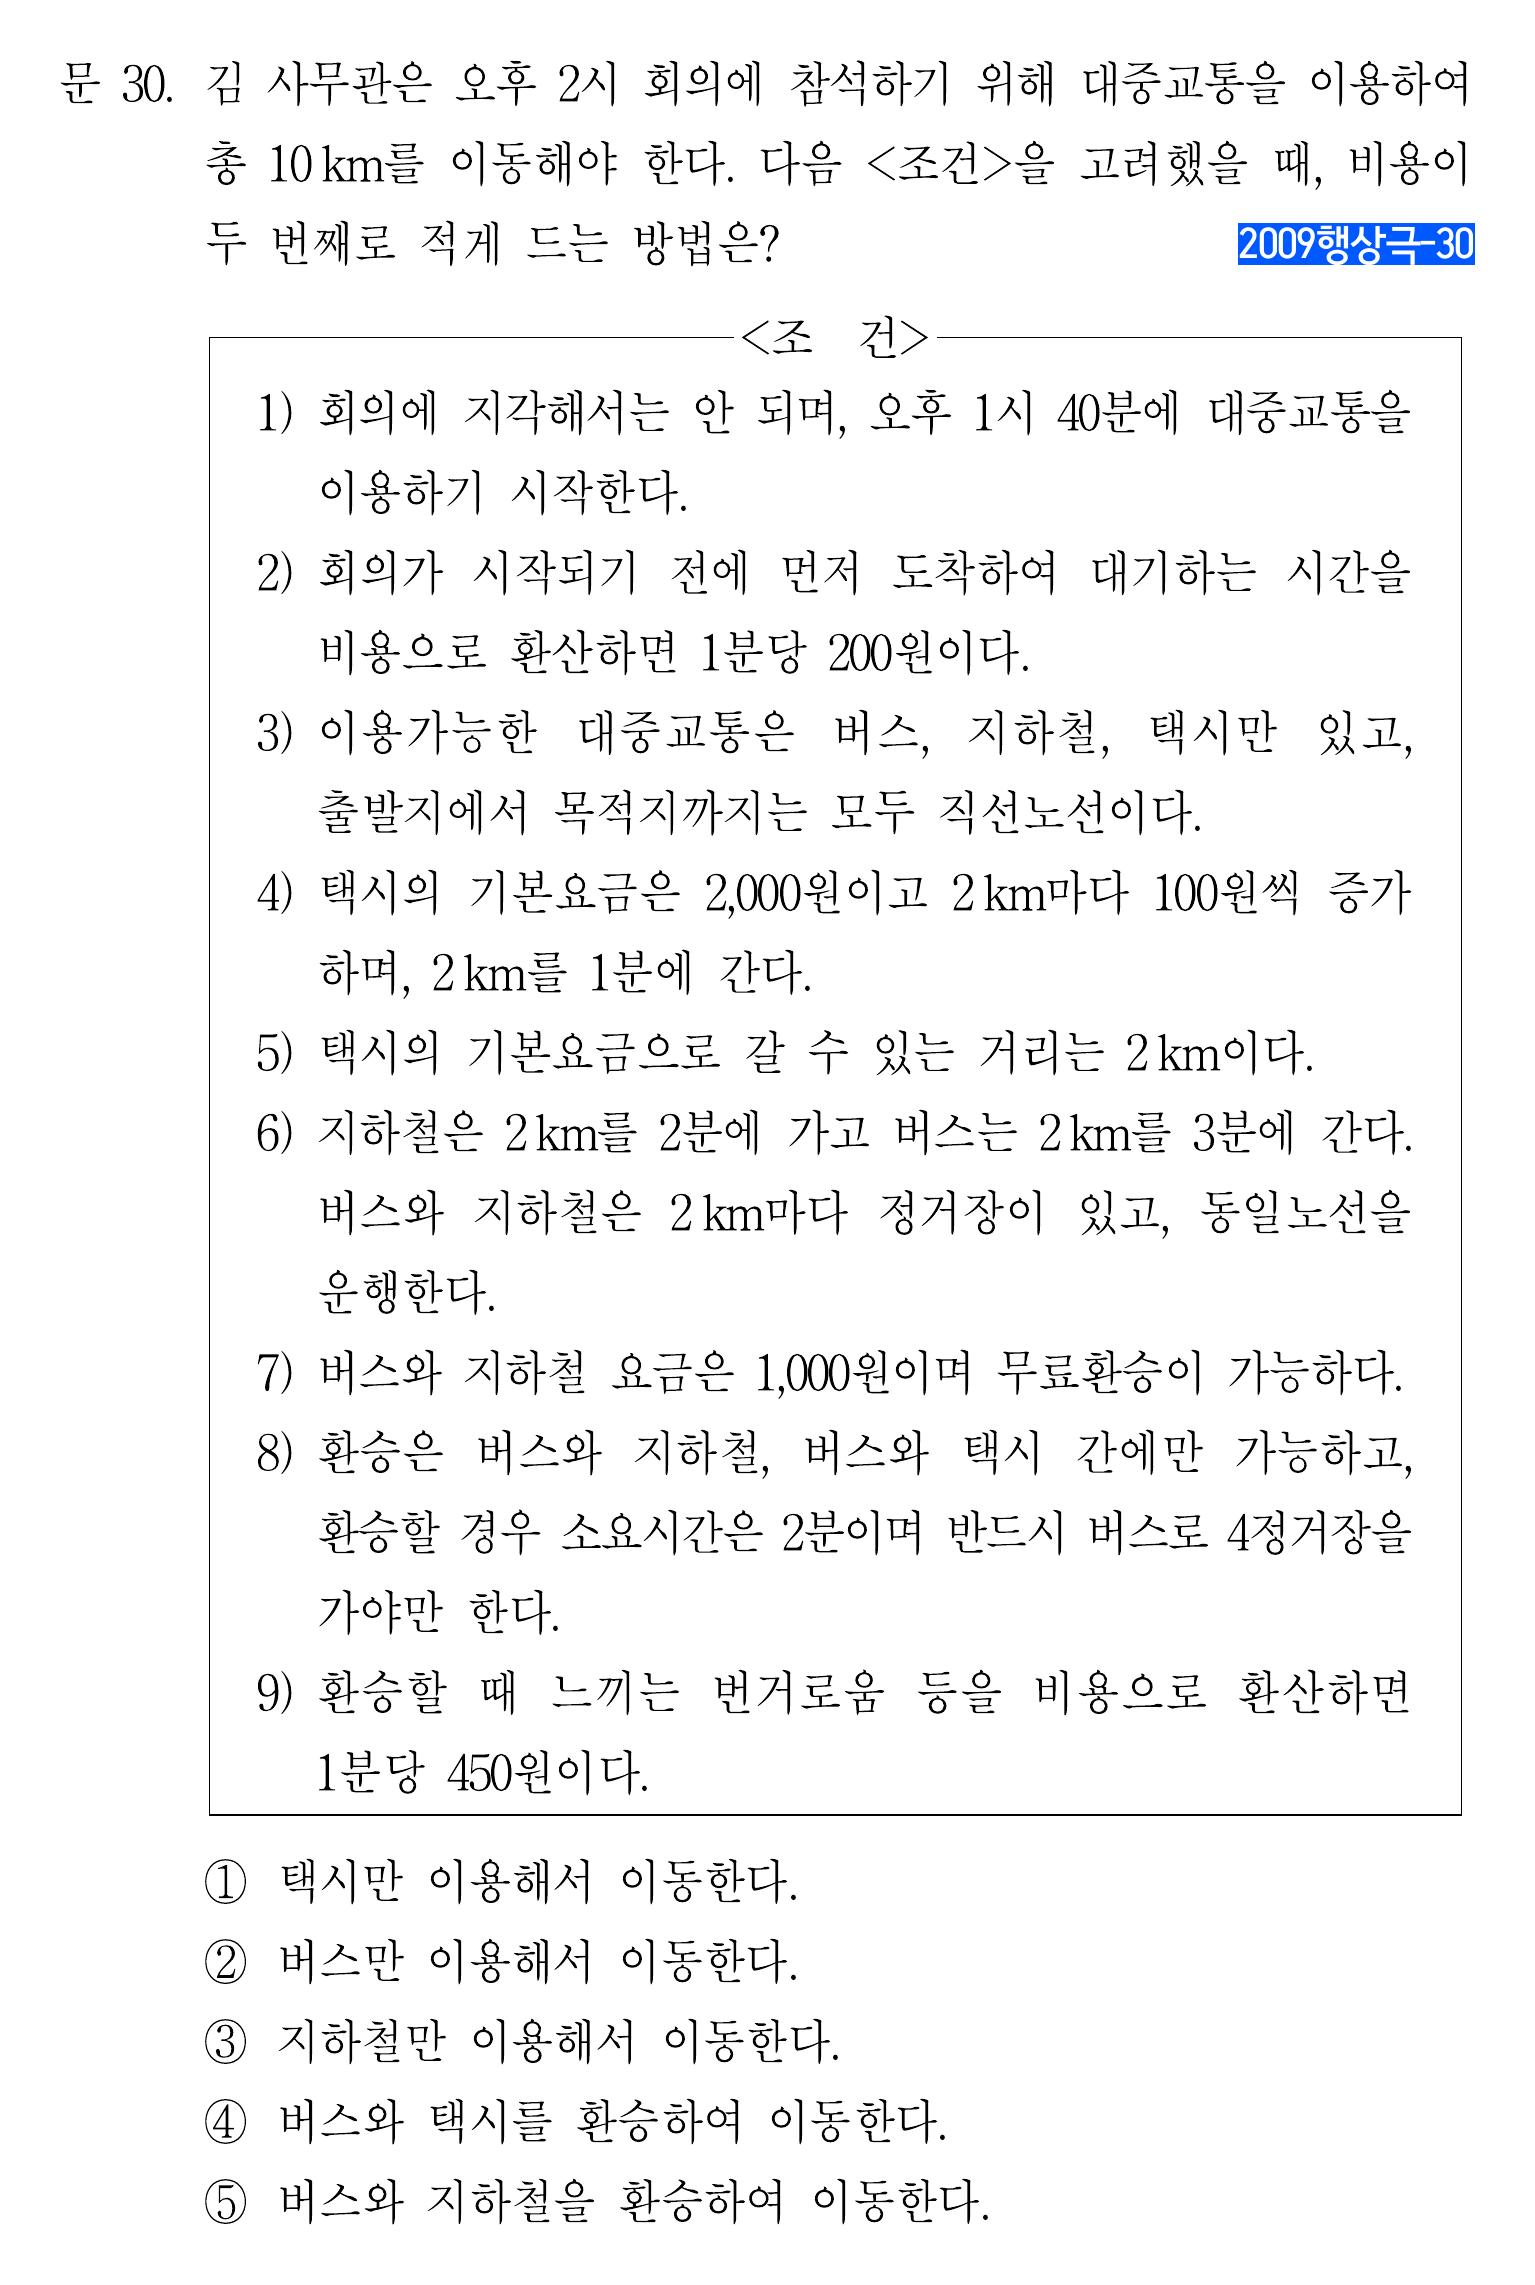 문 30. 김 사무관은 오후 2시 회의에 참석하기 위해 대중교통을 이용하여
총 10km를 이동해야 한다. 다음 <조건>을 고려했을 때, 비용이
두 번째로 적게 드는 방법은?
2009행상극-30
<조 건>
1) 회의에 지각해서는 안 되며, 오후 1시 40분에 대중교통을
이용하기 시작한다.
2) 회의가 시작되기 전에 먼저 도착하여 대기하는 시간을
비용으로 환산하면 1분당 200원이다.
3) 이용가능한 대중교통은 버스, 지하철, 택시만 있고,
출발지에서 목적지까지는 모두 직선노선이다.
4) 택시의 기본요금은 2,000원이고 2km마다 100원씩 증가
하며, 2km를 1분에 간다.
5) 택시의 기본요금으로 갈 수 있는 거리는 2km이다.
6) 지하철은 2km를 2분에 가고 버스는 2km를 3분에 간다.
버스와 지하철은 2km마다 정거장이 있고, 동일노선을
운행한다.
7) 버스와 지하철 요금은 1,000원이며 무료환승이 가능하다.
8) 환승은 버스와 지하철, 버스와 택시 간에만 가능하고,
환승할 경우 소요시간은 2분이며 반드시 버스로 4정거장을
가야만 한다.
9) 환승할 때 느끼는 번거로움 등을 비용으로 환산하면
1분당 450원이다.
① 택시만 이용해서 이동한다.
② 버스만 이용해서 이동한다.
③ 지하철만 이용해서 이동한다.
④ 버스와 택시를 환승하여 이동한다.
⑤ 버스와 지하철을 환승하여 이동한다.